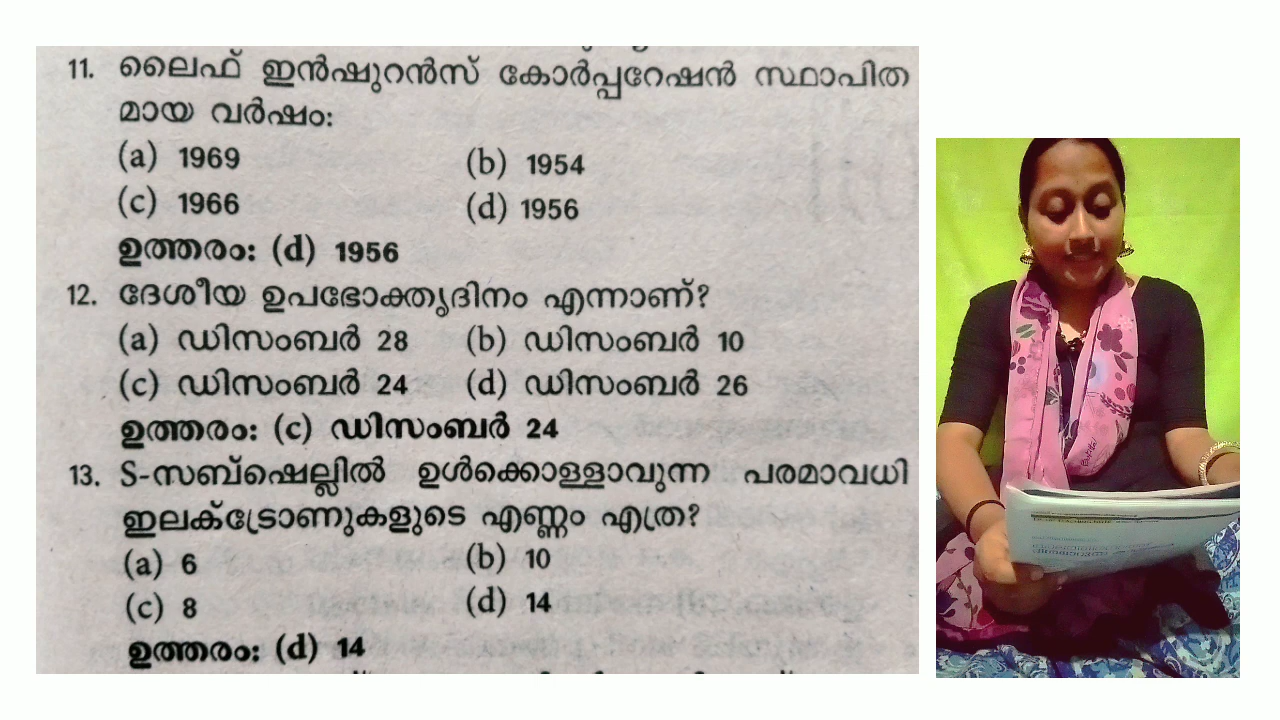 11. ലൈഫ് ഇൻഷുറൻസ് കോർപ്പറേഷൻ സ്ഥാപിത
മായ വർഷം:
(a) 1969 (b) 1954
(c) 1966 (d) 1956
ഉത്തരം: (d) 1956
12. ദേശീയ ഉപഭോക്തൃദിനം എന്നാണ്?
(a) ഡിസംബർ 28 (b) ഡിസംബർ 10
(c) ഡിസംബർ 24 (d) ഡിസംബർ 26
ഉത്തരം: (c) ഡിസംബർ 24
13. S-സബ്ഷെല്ലിൽ ഉൾക്കൊള്ളാവുന്ന പരമാവധി
ഇലക്ട്രോണുകളുടെ എണ്ണം എത്ര?
(a) 6 (b) 10
(c) 8 (d) 14
ഉത്തരം: (d) 14